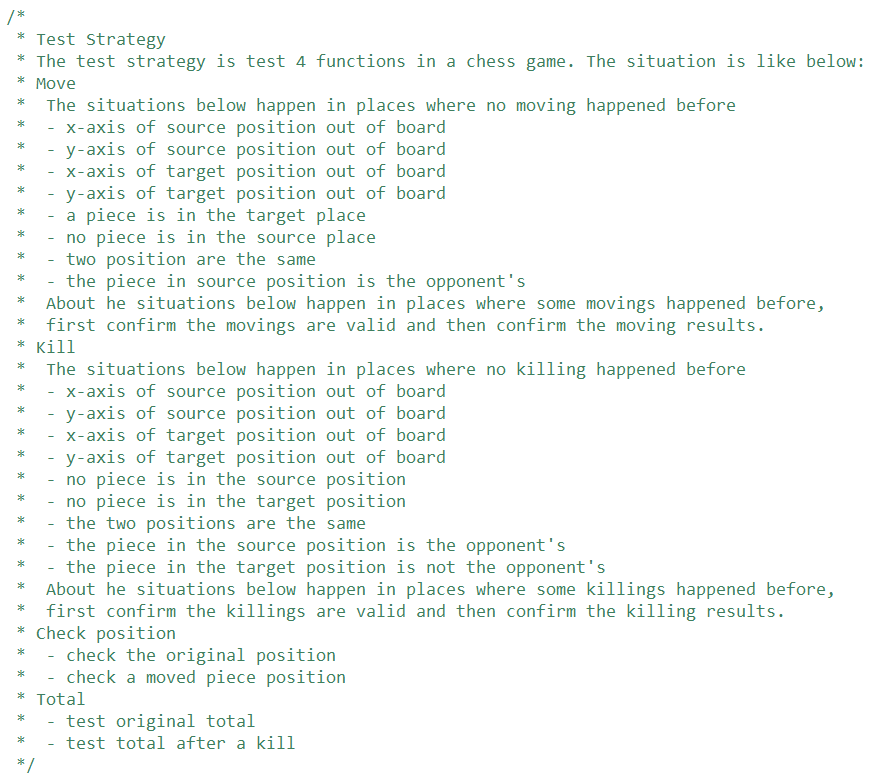 /*
* Test Strategy
* The test strategy is test 4 functions in a chess game. The situation is like below:
* Move
*  The situations below happen in places where no moving happened before
*  - x-axis of source position out of board
*  - y-axis of source position out of board
*  - x-axis of target position out of board
*  - y-axis of target position out of board
*  - a piece is in the target place
*  - no piece is in the source place
*  - two position are the same
*  - the piece in source position is the opponent's
*  About he situations below happen in places where some movings happened before,
*  first confirm the movings are valid and then confirm the moving results.
* Kill
*  The situations below happen in places where no killing happened before
*  - x-axis of source position out of board
*  - y-axis of source position out of board
*  - x-axis of target position out of board
*  - y-axis of target position out of board
*  - no piece is in the source position
*  - no piece is in the target position
*  - the two positions are the same
*  - the piece in the source position is the opponent's
*  - the piece in the target position is not the opponent's
*  About he situations below happen in places where some killings happened before,
*  first confirm the killings are valid and then confirm the killing results.
* Check position
*  - check the original position
*  - check a moved piece position
* Total
*  - test original total
*  - test total after a kill
*/